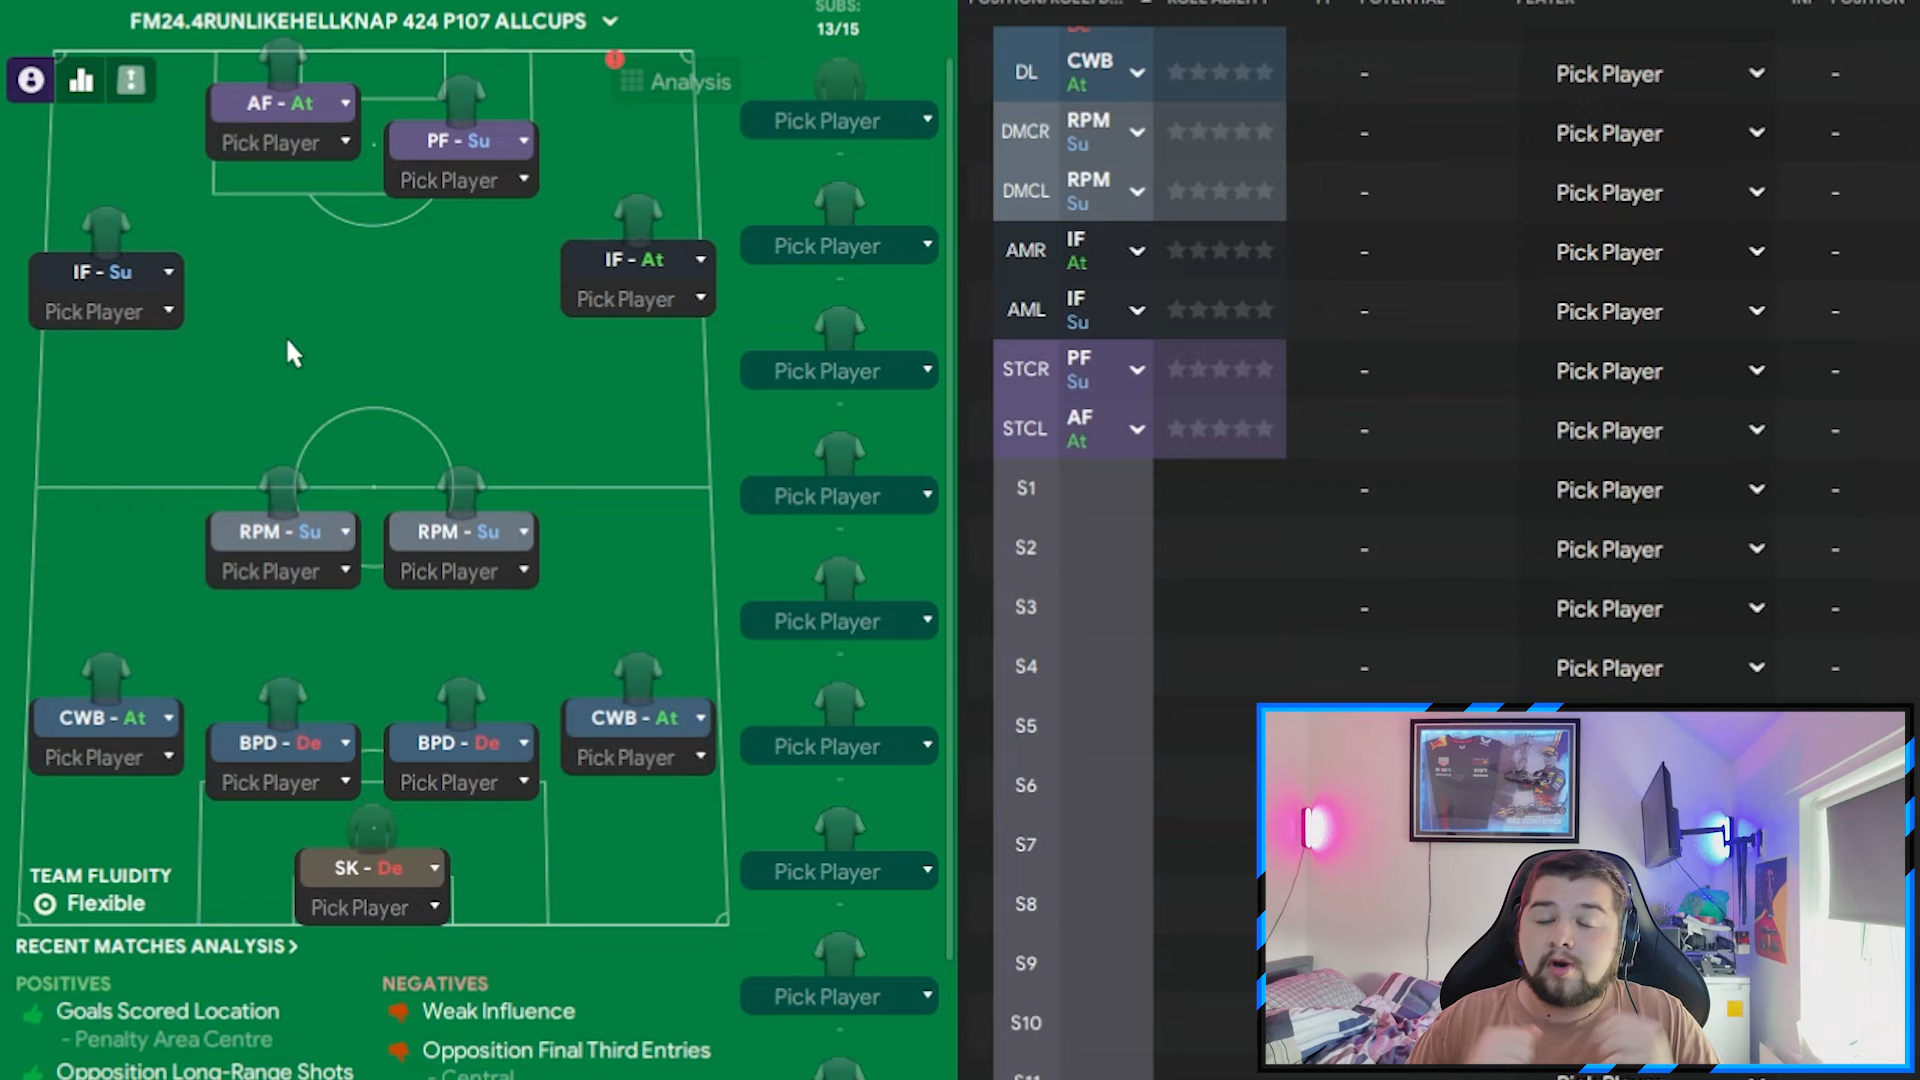 FM24.4RUNLIKEHELLKNAP 424 P107 ALLCUPS
SUBS:
13/15
Analysis
AF - At
Pick Player
PF - Su
Pick Player
IF - Su
Pick Player
IF - At
Pick Player
RPM - Su
Pick Player
RPM - Su
Pick Player
CWB - At
Pick Player
BPD - De
Pick Player
BPD - De
Pick Player
CWB - At
Pick Player
SK - De
Pick Player
TEAM FLUIDITY
Flexible
RECENT MATCHES ANALYSIS >
POSITIVES
Goals Scored Location
- Penalty Area Centre
Opposition Long-Range Shots
NEGATIVES
Weak Influence
Opposition Final Third Entries
- Central
Pick Player
-
Pick Player
-
Pick Player
-
Pick Player
-
Pick Player
-
Pick Player
-
Pick Player
-
Pick Player
-
DL CWB At - Pick Player -
DMCR RPM Su - Pick Player -
DMCL RPM Su - Pick Player -
AMR IF At - Pick Player -
AML IF Su - Pick Player -
STCR PF Su - Pick Player -
STCL AF At - Pick Player -
S1 - Pick Player -
S2 - Pick Player -
S3 - Pick Player -
S4 - Pick Player -
S5
S6
S7
S8
S9
S10